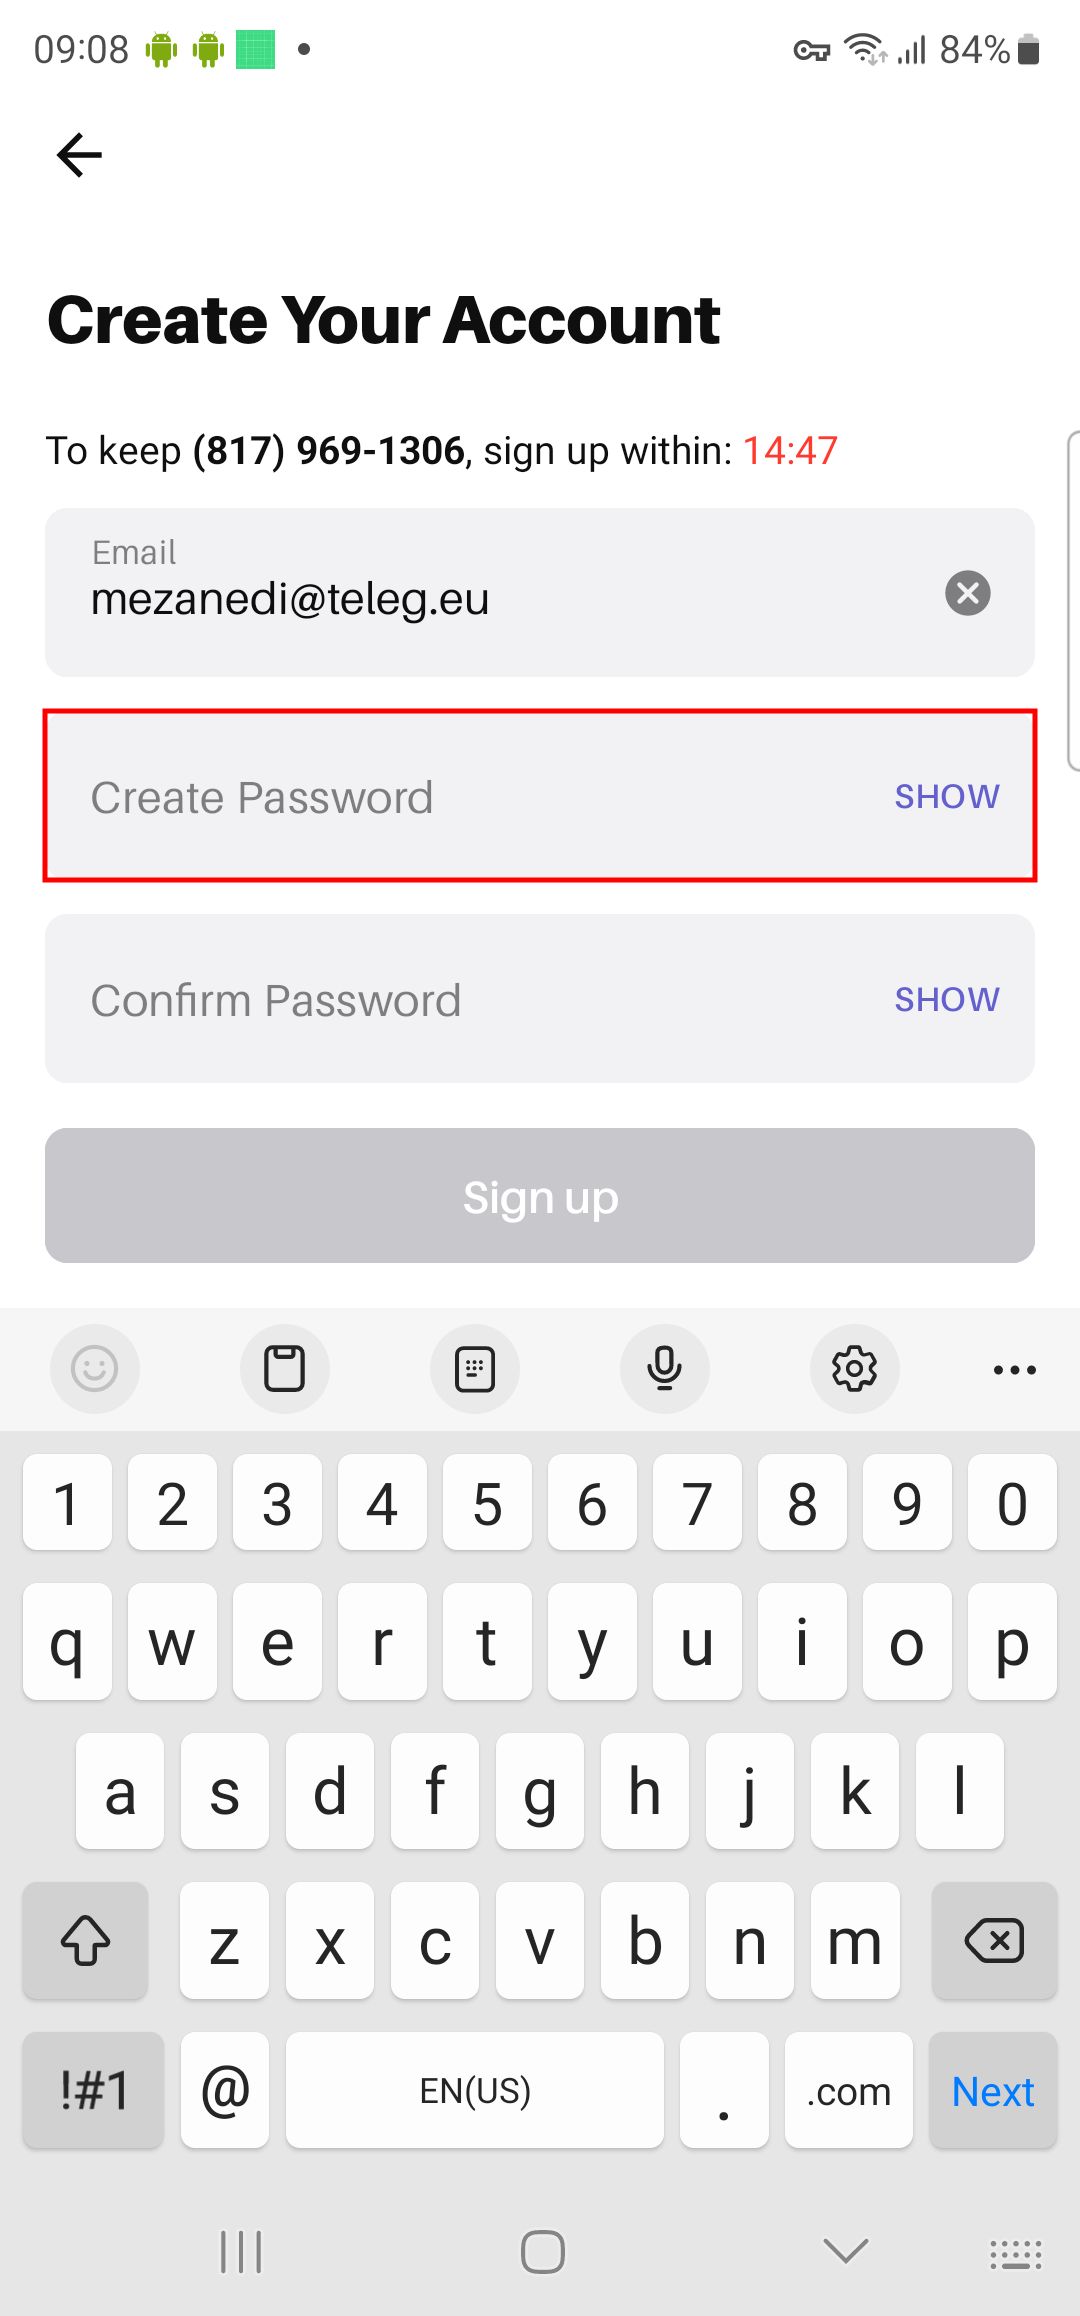 09:08 84%
Create Your Account
To keep (817) 969-1306, sign up within: 14:47
Email
mezanedi@teleg.eu
Create Password SHOW
Confirm Password SHOW
Sign up
1 2 3 4 5 6 7 8 9 0
q w e r t y u i o p
a s d f g h j k l
z x c v b n m
!#1 @ EN(US) . .com Next